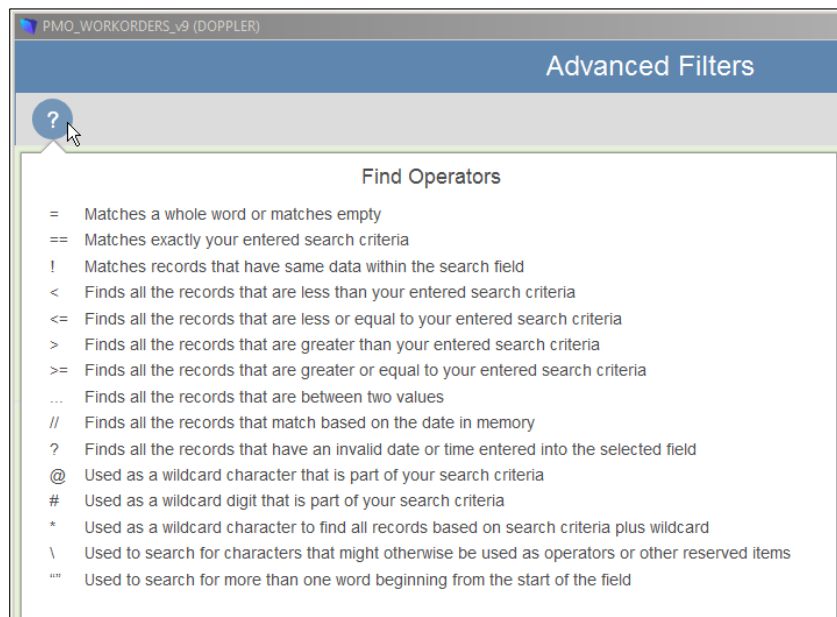 PMO_WORKORDERS_v9 (DOPPLER)
Advanced Filters
?
Find Operators
= Matches a whole word or matches empty
== Matches exactly your entered search criteria
! Matches records that have same data within the search field
< Finds all the records that are less than your entered search criteria
<= Finds all the records that are less or equal to your entered search criteria
> Finds all the records that are greater than your entered search criteria
>= Finds all the records that are greater or equal to your entered search criteria
... Finds all the records that are between two values
// Finds all the records that match based on the date in memory
? Finds all the records that have an invalid date or time entered into the selected field
@ Used as a wildcard character that is part of your search criteria
# Used as a wildcard digit that is part of your search criteria
* Used as a wildcard character to find all records based on search criteria plus wildcard
\ Used to search for characters that might otherwise be used as operators or other reserved items
“” Used to search for more than one word beginning from the start of the field